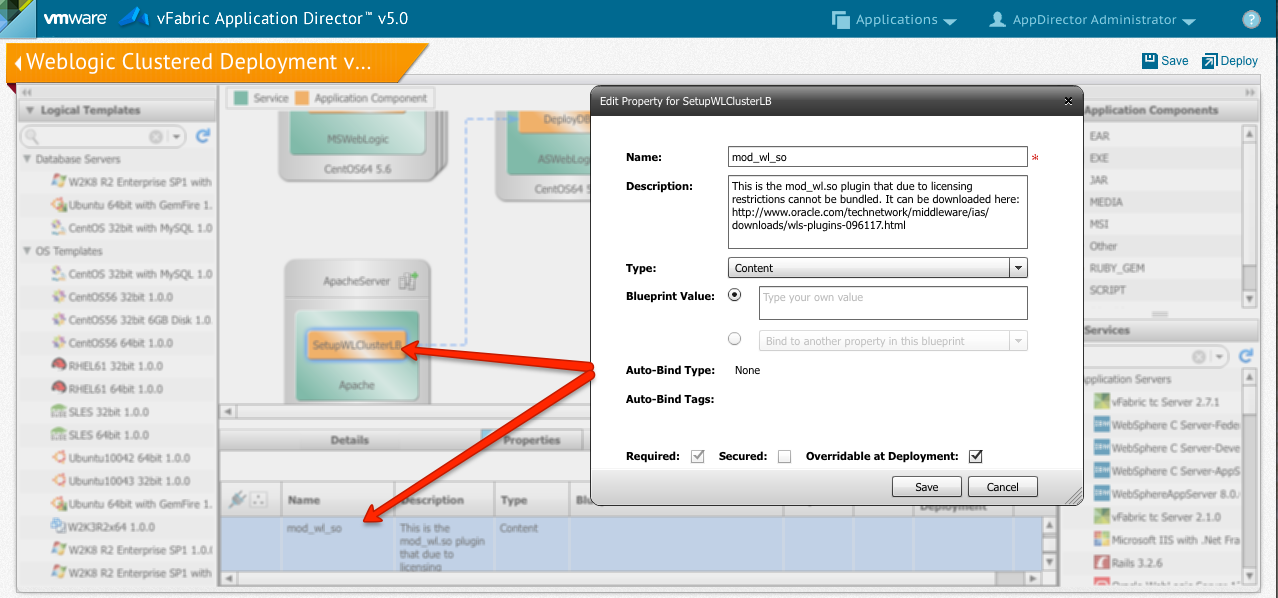 vmware vFabric Application Director™ v5.0
Applications
AppDirector Administrator
?
Weblogic Clustered Deployment v...
Save
Deploy
Logical Templates
Database Servers
W2K8 R2 Enterprise SP1 with
Ubuntu 64bit with GemFire 1.
CentOS 32bit with MySQL 1.0
OS Templates
CentOS 32bit with MySQL 1.0
CentOS56 32bit 1.0.0
CentOS56 32bit 6GB Disk 1.0
CentOS56 64bit 1.0.0
RHEL61 32bit 1.0.0
RHEL61 64bit 1.0.0
SLES 32bit 1.0.0
SLES 64bit 1.0.0
Ubuntu10042 64bit 1.0.0
Ubuntu10043 32bit 1.0.0
Ubuntu 64bit with GemFire 1.
W2K3R2x64 1.0.0
W2K8 R2 Enterprise SP1 1.0.0
W2K8 R2 Enterprise SP1 with
Service
Application Component
MSWebLogic
CentOS64 5.6
DeployDB
ASWebLog
CentOS64 5
ApacheServer
SetupWLClusterLB
Apache
Details
Properties
Name
Description
Type
Deployment
mod_wl_so
This is the
mod_wl.so plugin
that due to
licensing
Content
Edit Property for SetupWLClusterLB
Name:
mod_wl_so
*
Description:
This is the mod_wl.so plugin that due to licensing
restrictions cannot be bundled. It can be downloaded here:
http://www.oracle.com/technetwork/middleware/ias/
downloads/wls-plugins-096117.html
Type:
Content
Blueprint Value:
Type your own value
Bind to another property in this blueprint
Auto-Bind Type:
None
Auto-Bind Tags:
Required:
Secured:
Overridable at Deployment:
Save
Cancel
Application Components
EAR
EXE
JAR
MEDIA
MSI
Other
RUBY_GEM
SCRIPT
Services
pplication Servers
vFabric tc Server 2.7.1
WebSphere C Server-Fede
WebSphere C Server-Deve
WebSphere C Server-AppS
WebSphereAppServer 8.0.
vFabric tc Server 2.1.0
Microsoft IIS with .Net Fra
Rails 3.2.6